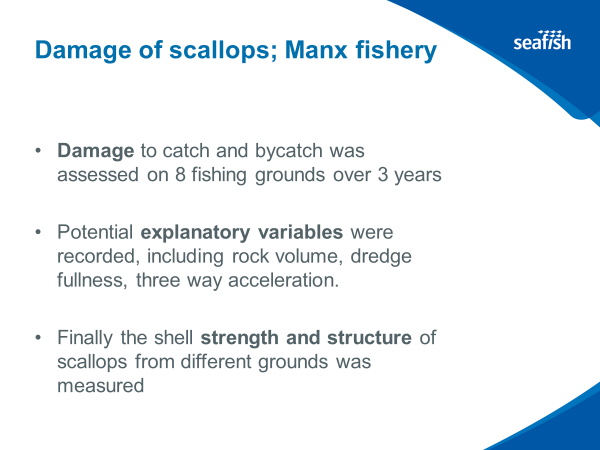 Damage of scallops; Manx fishery
seafish
• Damage to catch and bycatch was
assessed on 8 fishing grounds over 3 years
• Potential explanatory variables were
recorded, including rock volume, dredge
fullness, three way acceleration.
• Finally the shell strength and structure of
scallops from different grounds was
measured